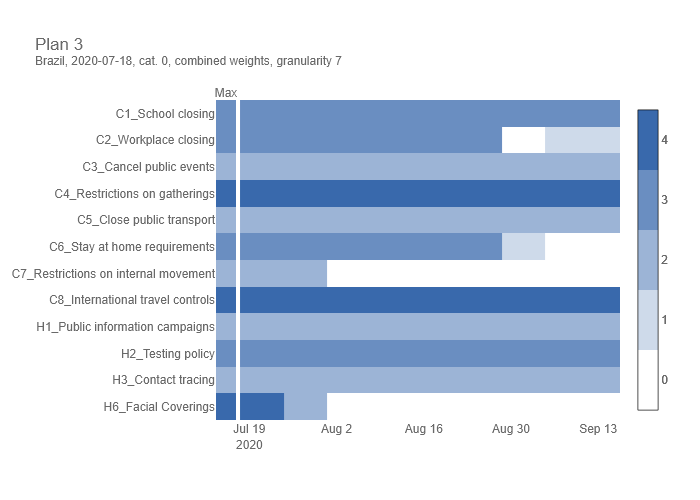 Plan 3
Brazil, 2020-07-18, cat. 0, combined weights, granularity 7
Max
C1_School closing
C2_Workplace closing
C3_Cancel public events
C4_Restrictions on gatherings
C5_Close public transport
C6_Stay at home requirements
C7_Restrictions on internal movement
C8_International travel controls
H1_Public information campaigns
H2_Testing policy
H3_Contact tracing
H6_Facial Coverings
Jul 19 Aug 2 Aug 16 Aug 30 Sep 13
2020
4
3
2
1
0